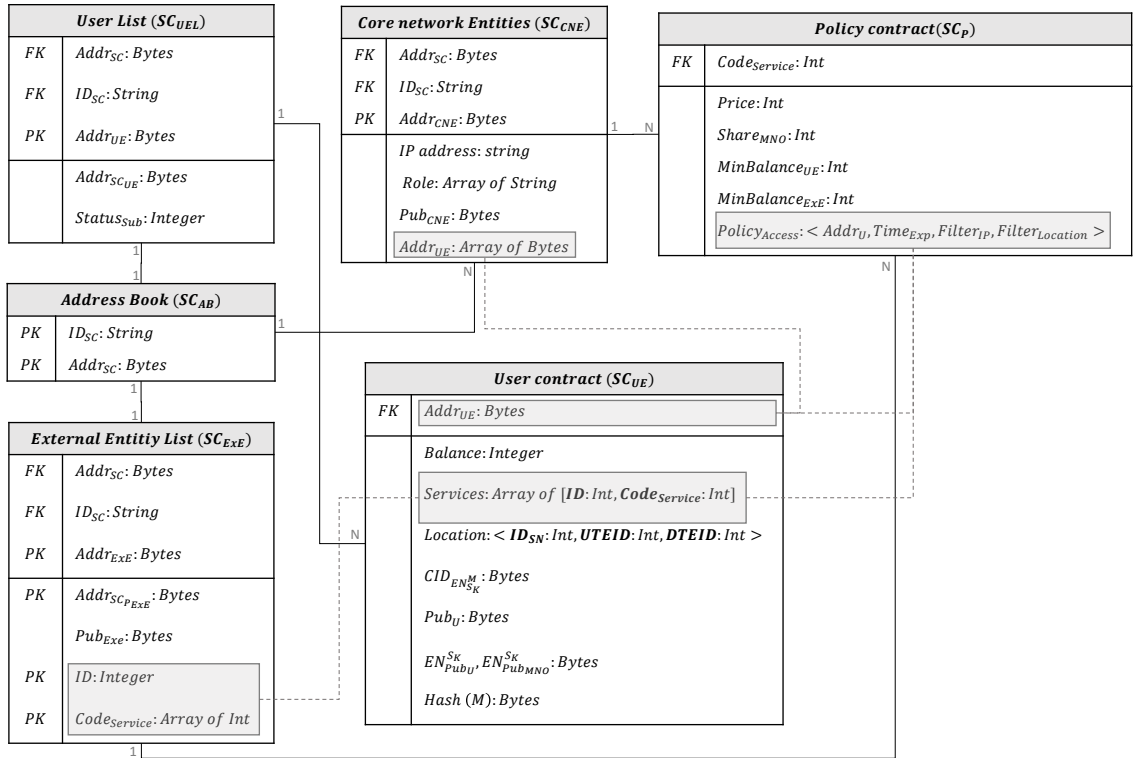 User List (SC_UEL)
FK Addr_SC: Bytes
FK ID_SC: String
PK Addr_UE: Bytes
Addr_SC_UE: Bytes
Status_Sub: Integer
1
1
1
Address Book (SC_AB)
PK ID_SC: String
PK Addr_SC: Bytes
1
1
1
External Entitiy List (SC_ExE)
FK Addr_SC: Bytes
FK ID_SC: String
PK Addr_ExE: Bytes
PK Addr_SC_P_ExE: Bytes
Pub_Exe: Bytes
PK ID: Integer
PK Code_Service: Array of Int
1
Core network Entities (SC_CNE)
FK Addr_SC: Bytes
FK ID_SC: String
PK Addr_CNE: Bytes
IP address: string
Role: Array of String
Pub_CNE: Bytes
Addr_UE: Array of Bytes
N
1
N
Policy contract(SC_P)
FK Code_Service: Int
Price: Int
Share_MNO: Int
MinBalance_UE: Int
MinBalance_ExE: Int
Policy_Access: < Addr_U, Time_Exp, Filter_IP, Filter_Location >
N
User contract (SC_UE)
FK Addr_UE: Bytes
Balance: Integer
Services: Array of [ID: Int, Code_Service: Int]
Location: < ID_SN: Int, UTEID: Int, DTEID: Int >
N
CID_EN^M_S_K: Bytes
Pub_U: Bytes
EN^S_K_Pub_U, EN^S_K_Pub_MNO: Bytes
Hash (M): Bytes